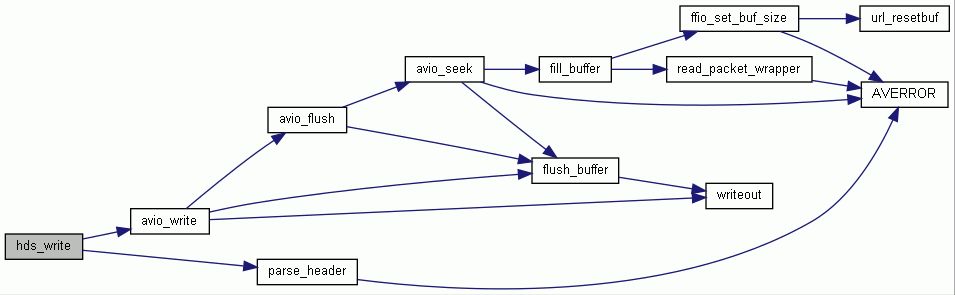 ffio_set_buf_size
url_resetbuf
avio_seek
fill_buffer
read_packet_wrapper
AVERROR
avio_flush
flush_buffer
writeout
avio_write
hds_write
parse_header